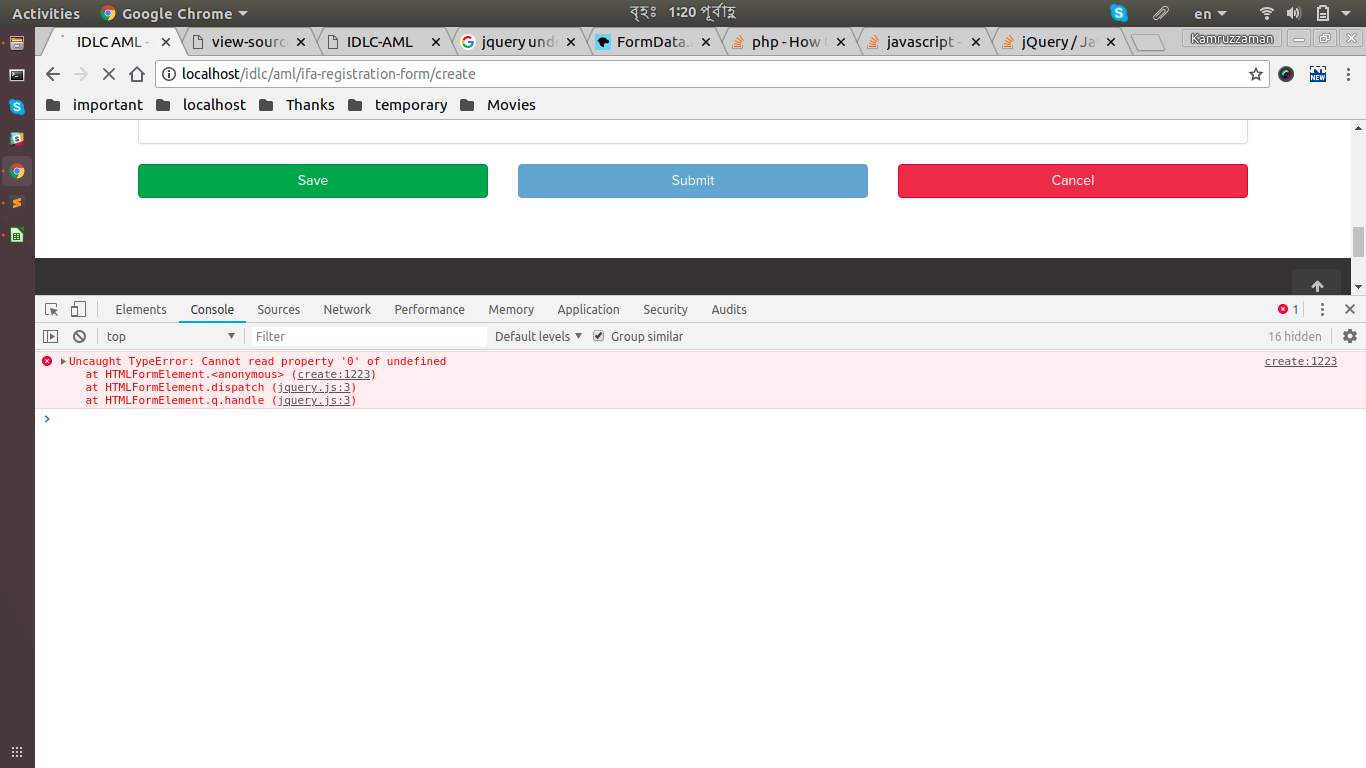 Activities Google Chrome বৃহঃ ১:২০ পূর্বাহ্ণ en
IDLC AML - view-sourc IDLC-AML jquery und FormData. php - How javascript - jQuery / Ja Kamruzzaman
localhost/idlc/aml/ifa-registration-form/create NEW
important localhost Thanks temporary Movies
Save Submit Cancel
Elements Console Sources Network Performance Memory Application Security Audits 1
top Filter Default levels Group similar 16 hidden
Uncaught TypeError: Cannot read property '0' of undefined create:1223
at HTMLFormElement.<anonymous> (create:1223)
at HTMLFormElement.dispatch (jquery.js:3)
at HTMLFormElement.q.handle (jquery.js:3)